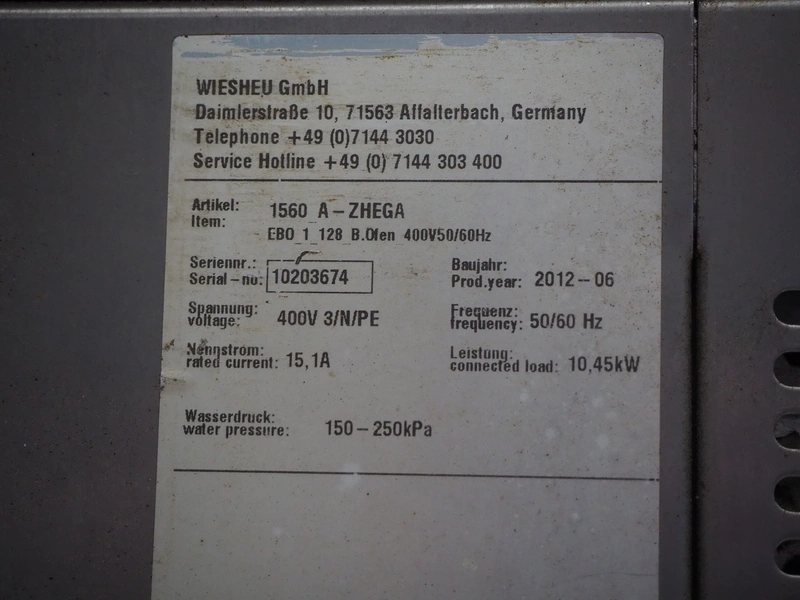 WIESHEU GmbH
Daimlerstraße 10, 71563 Affalterbach, Germany
Telephone +49 (0)7144 3030
Service Hotline +49 (0) 7144 303 400
Artikel:
Item:
1560 A-ZHEGA
EBO 1 128 B.Ofen 400V50/60Hz
Seriennr.:
Serial-no: 10203674
Baujahr:
Prod.year: 2012-06
Spannung:
voltage: 400V 3/N/PE
Frequenz:
frequency: 50/60 Hz
Nennstrom:
rated current: 15,1A
Leistung:
connected load: 10,45kW
Wasserdruck:
water pressure: 150-250kPa